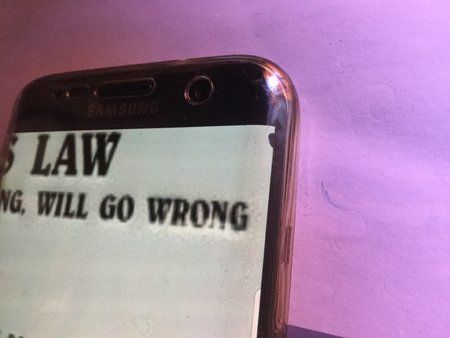 SAMSUNG
S LAW
NG, WILL GO WRONG